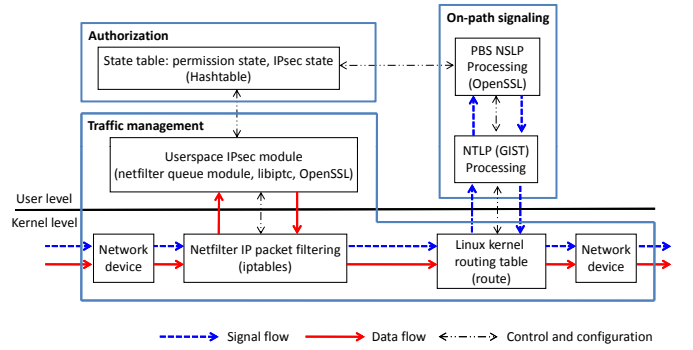 On-path signaling
Authorization
State table: permission state, IPsec state
(Hashtable)
PBS NSLP
Processing
(OpenSSL)
Traffic management
Userspace IPsec module
(netfilter queue module, libiptc, OpenSSL)
NTLP (GIST)
Processing
User level
Kernel level
Network
device
Netfilter IP packet filtering
(iptables)
Linux kernel
routing table
(route)
Network
device
Signal flow
Data flow
Control and configuration